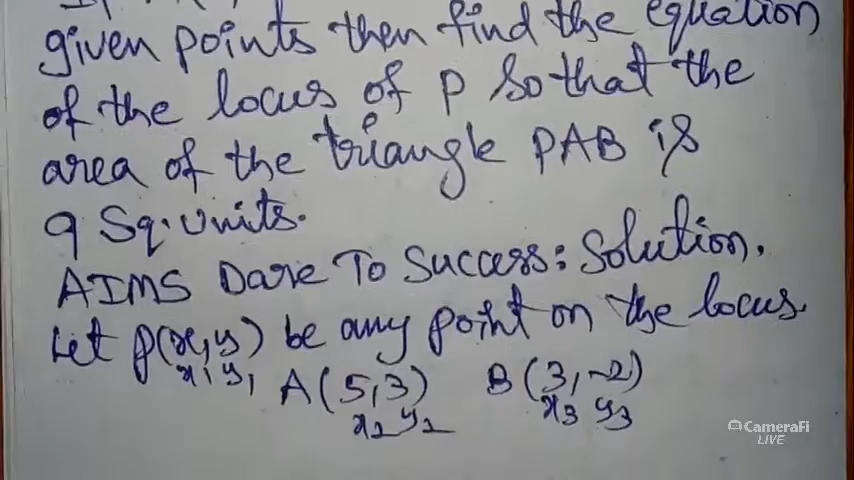 given points then find the equation
of the locus of P so that the
area of the triangle PAB is
9 Sq.units.
AIMS Dare To Success: Solution.
Let P(x,y) be any point on the locus.
x1 y1 A(5,3) B(3,-2)
x2 y2 x3 y3
CameraFi
LIVE